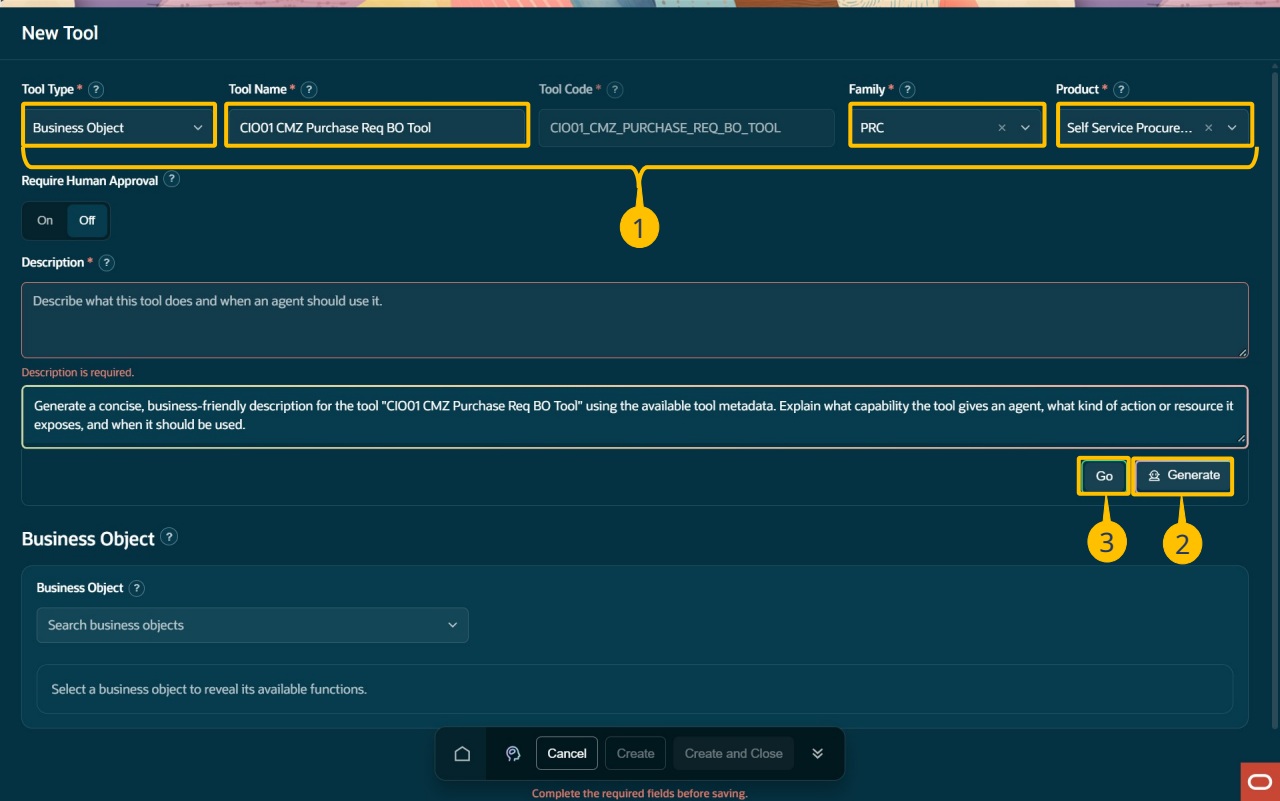 New Tool
Tool Type * ? Tool Name * ? Tool Code * ? Family * ? Product * ?
Business Object CIO01 CMZ Purchase Req BO Tool CIO01_CMZ_PURCHASE_REQ_BO_TOOL PRC × Self Service Procure... ×
Require Human Approval ?
1
On Off
Description * ?
Describe what this tool does and when an agent should use it.
Description is required.
Generate a concise, business-friendly description for the tool "CIO01 CMZ Purchase Req BO Tool" using the available tool metadata. Explain what capability the tool gives an agent, what kind of action or resource it
exposes, and when it should be used.
Go Generate
3 2
Business Object ?
Business Object ?
Search business objects
Select a business object to reveal its available functions.
Cancel Create Create and Close
Complete the required fields before saving.